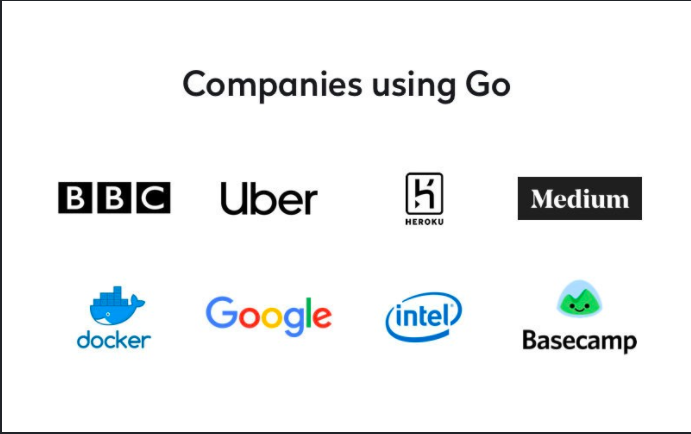 Companies using Go
BBC
Uber
HEROKU
Medium
docker
Google
intel
Basecamp